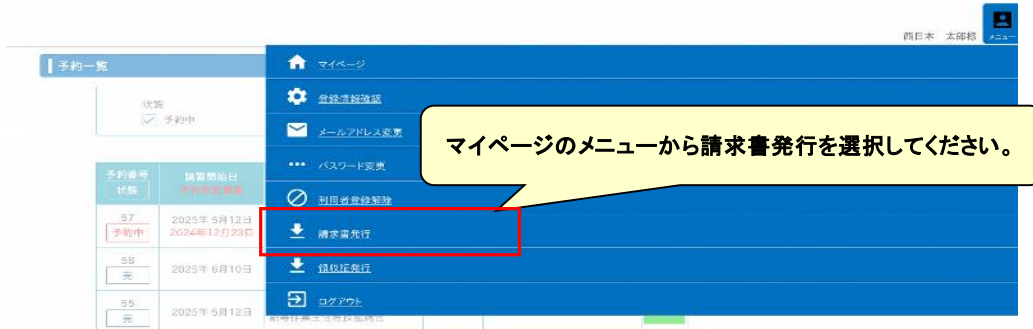 西日本 太郎様
メニュー
予約一覧
マイページ
状態
予約中
登録情報確認
メールアドレス変更
マイページのメニューから請求書発行を選択してください。
パスワード変更
予約番号
状態
講習開始日
利用者登録解除
57
予約中
2025年 5月12日
2024年12月23日
請求書発行
58
完
2025年 6月10日
領収証発行
55
完
2025年 5月12日
ログアウト